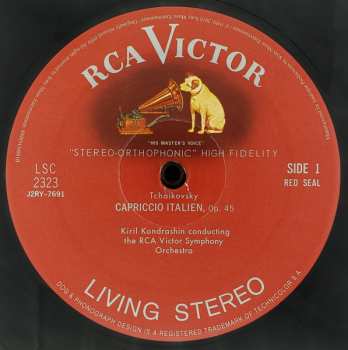 RCA VICTOR
"HIS MASTER'S VOICE"
"STEREO-ORTHOPHONIC" HIGH FIDELITY
LSC
2323
J2RY-7691
SIDE 1
RED SEAL
Tchaikovsky
CAPRICCIO ITALIEN, Op. 45
Kiril Kondrashin conducting
the RCA Victor Symphony
Orchestra
LIVING STEREO
DOG & PHONOGRAPH DESIGN IS A REGISTERED TRADEMARK OF TECHNICOLOR S.A.